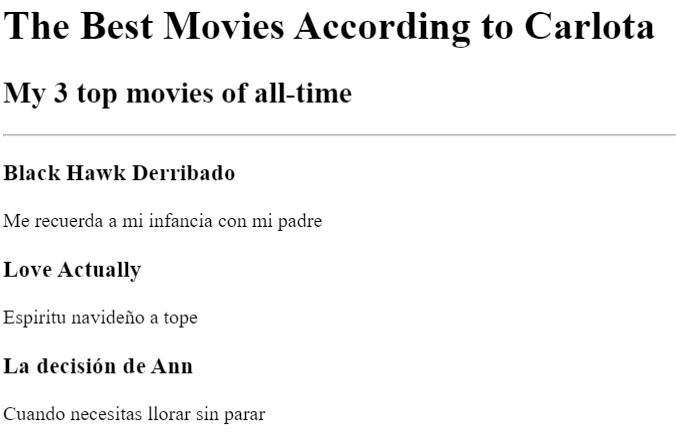 The Best Movies According to Carlota
My 3 top movies of all-time
Black Hawk Derribado
Me recuerda a mi infancia con mi padre
Love Actually
Espiritu navideño a tope
La decisión de Ann
Cuando necesitas llorar sin parar